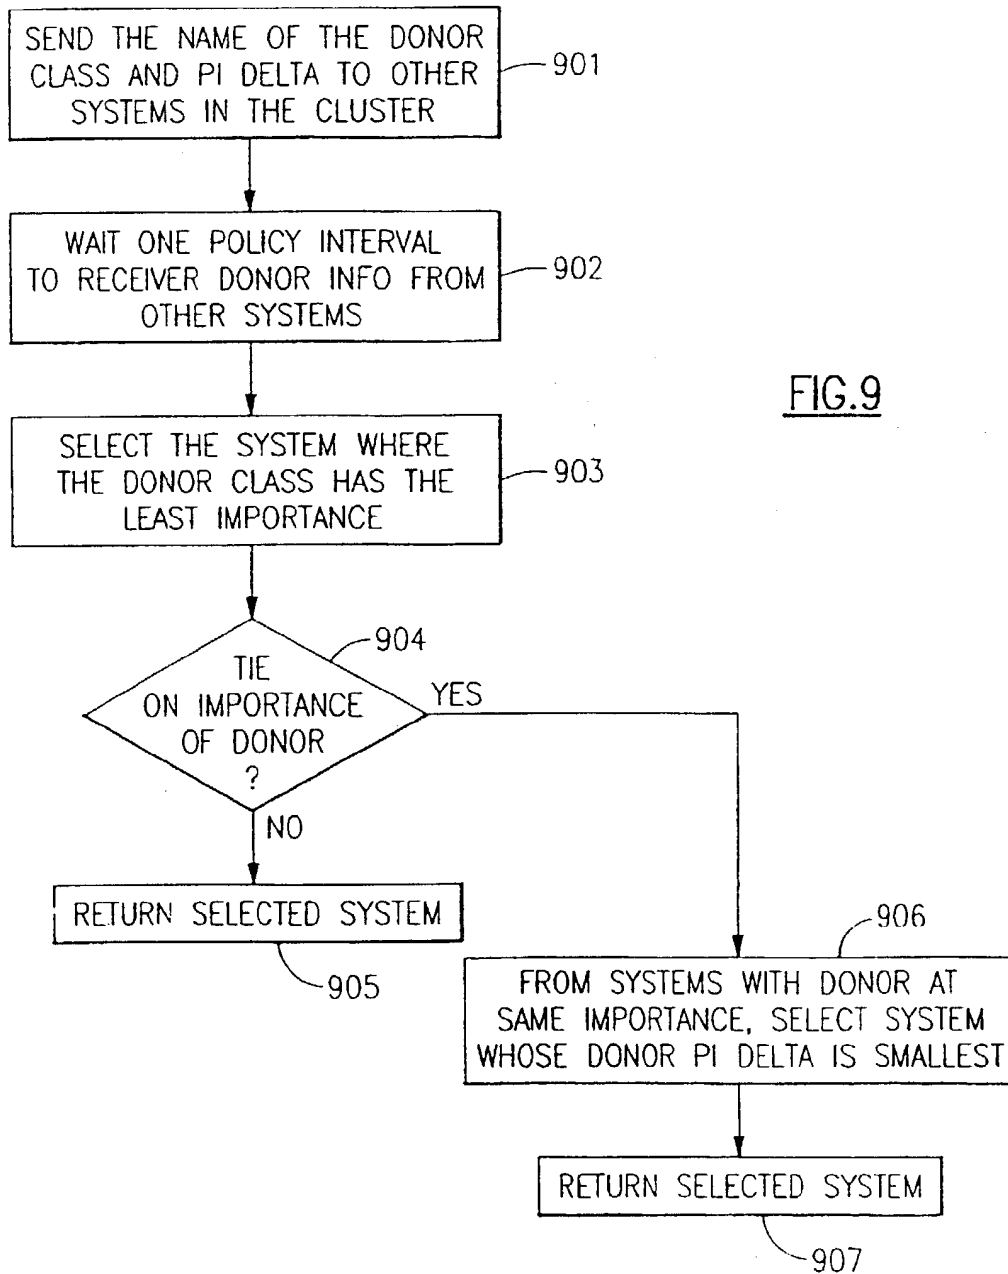 SEND THE NAME OF THE DONOR
CLASS AND PI DELTA TO OTHER
SYSTEMS IN THE CLUSTER
901
WAIT ONE POLICY INTERVAL
TO RECEIVER DONOR INFO FROM
OTHER SYSTEMS
902
FIG.9
SELECT THE SYSTEM WHERE
THE DONOR CLASS HAS THE
LEAST IMPORTANCE
903
904
TIE
ON IMPORTANCE
OF DONOR
?
YES
NO
RETURN SELECTED SYSTEM
905
906
FROM SYSTEMS WITH DONOR AT
SAME IMPORTANCE, SELECT SYSTEM
WHOSE DONOR PI DELTA IS SMALLEST
RETURN SELECTED SYSTEM
907